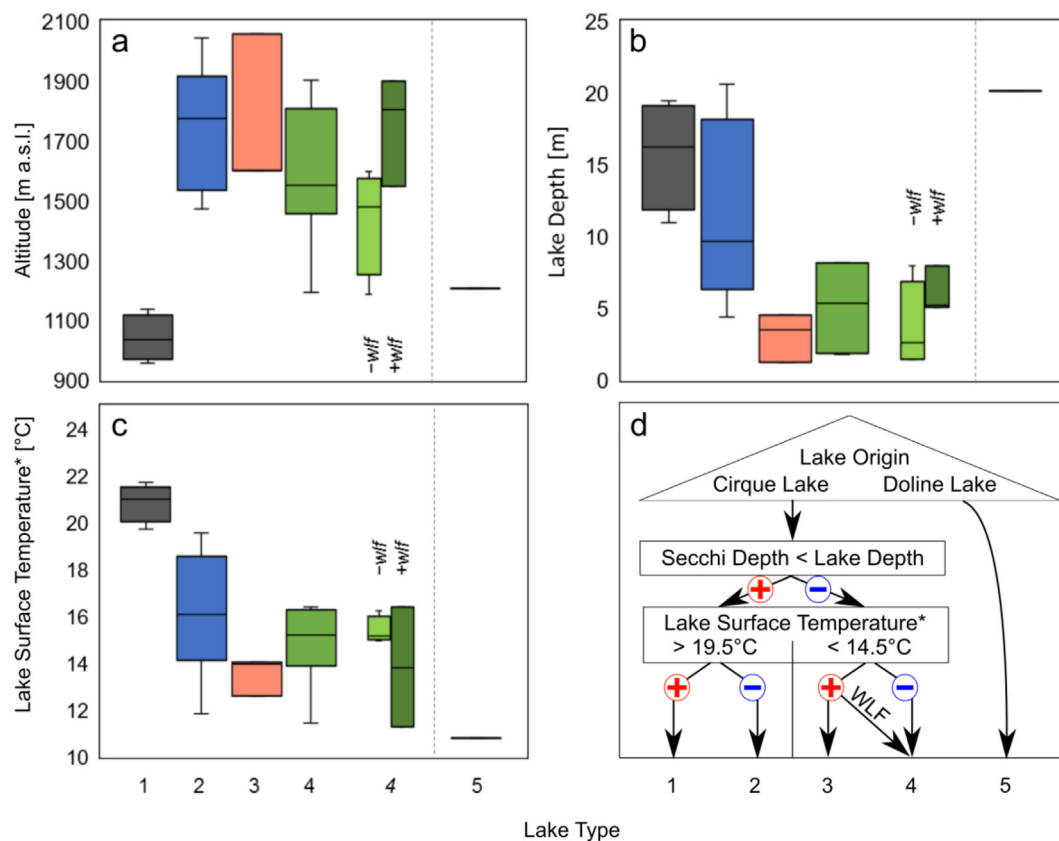 a
Altitude [m a.s.l.]
2100
1900
1700
1500
1300
1100
900
−wlf
+wlf
b
Lake Depth [m]
25
20
15
10
5
0
−wlf
+wlf
c
Lake Surface Temperature* [°C]
24
22
20
18
16
14
12
10
−wlf
+wlf
1 2 3 4 4 5
d
Lake Origin
Cirque Lake Doline Lake
Secchi Depth < Lake Depth
+ −
Lake Surface Temperature*
> 19.5°C < 14.5°C
+ − + −
WLF
1 2 3 4 5
Lake Type